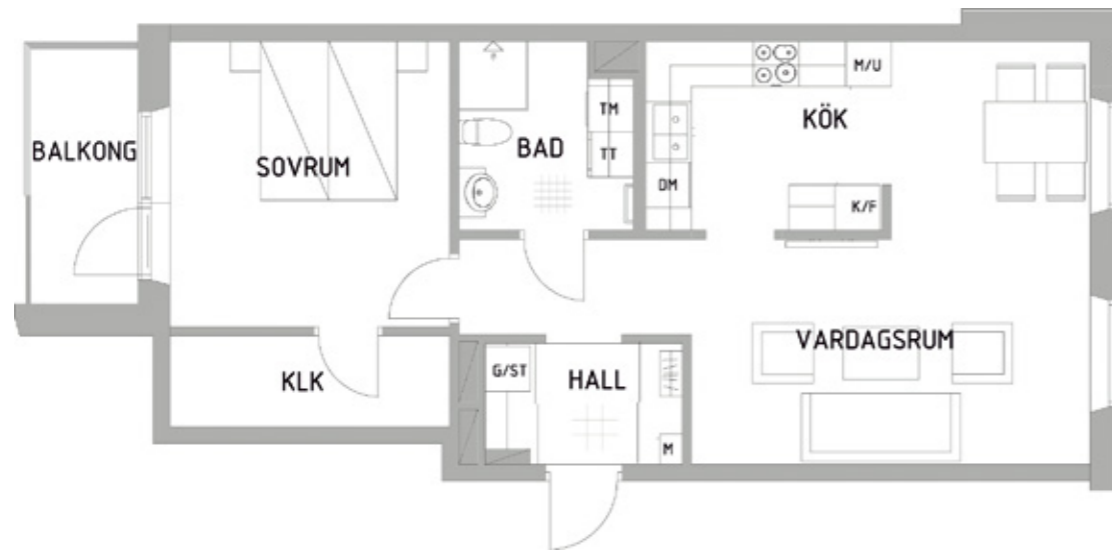 M/U
TM
KÖK
BALKONG
BAD
TT
SOVRUM
DM
K/F
VARDAGSRUM
G/ST
HALL
KLK
M